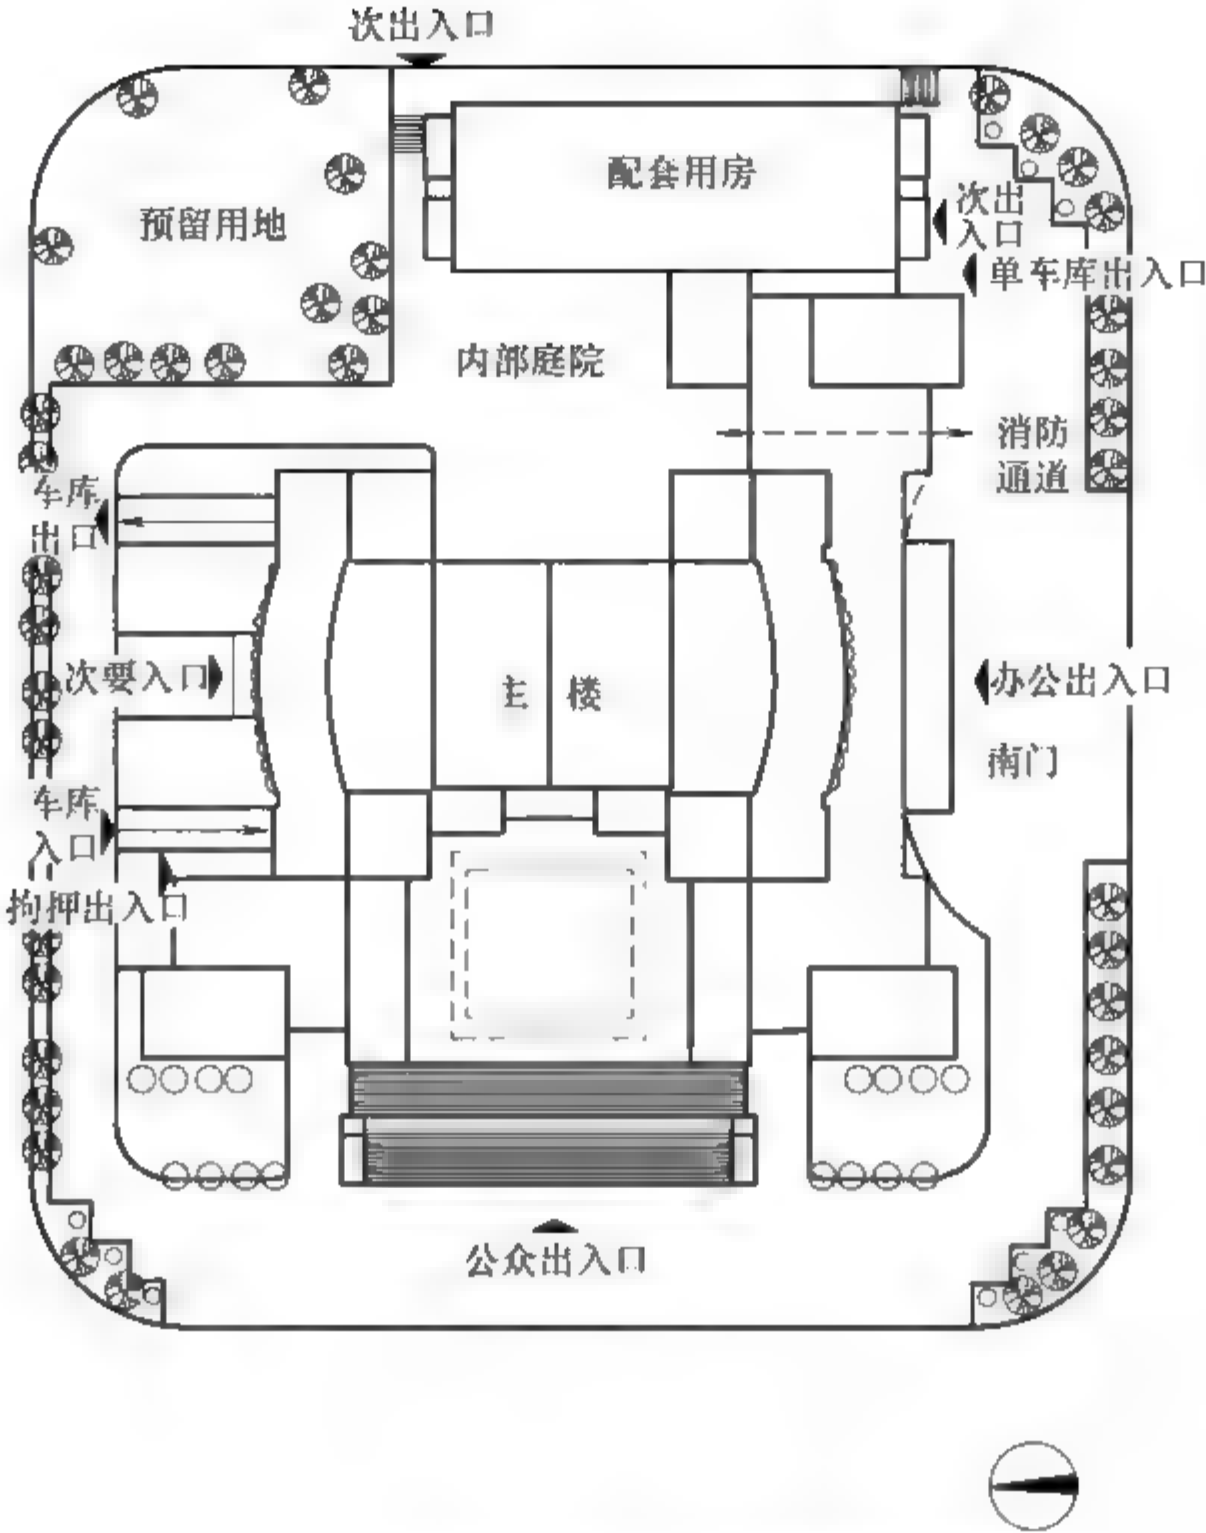 次出入口
配套用房
预留用地
次出
入口
单车库出入口
内部庭院
消防
通道
车库
出口
次要入口
主 楼
办公出入口
南门
车库
入口
拘押出入口
公众出入口